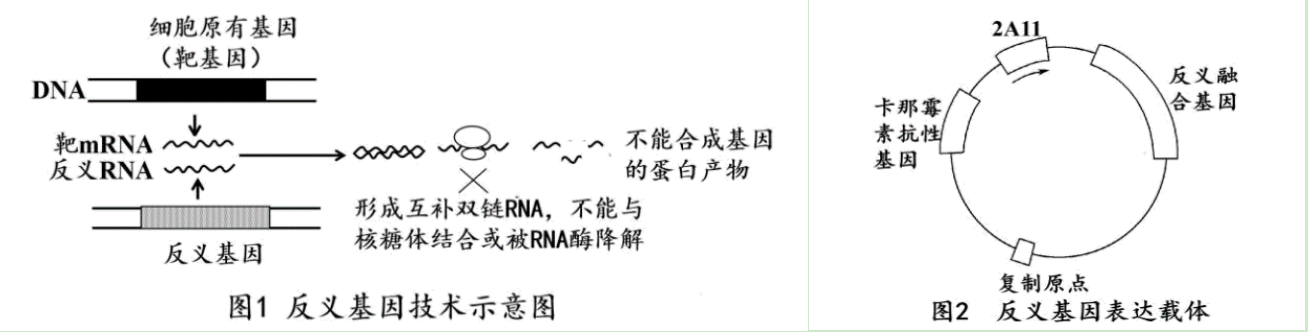 细胞原有基因
（靶基因）
DNA
靶mRNA
反义RNA
不能合成基因
的蛋白产物
形成互补双链RNA，不能与
核糖体结合或被RNA酶降解
反义基因
图1 反义基因技术示意图
2A11
反义融
合基因
卡那霉
素抗性
基因
复制原点
图2 反义基因表达载体